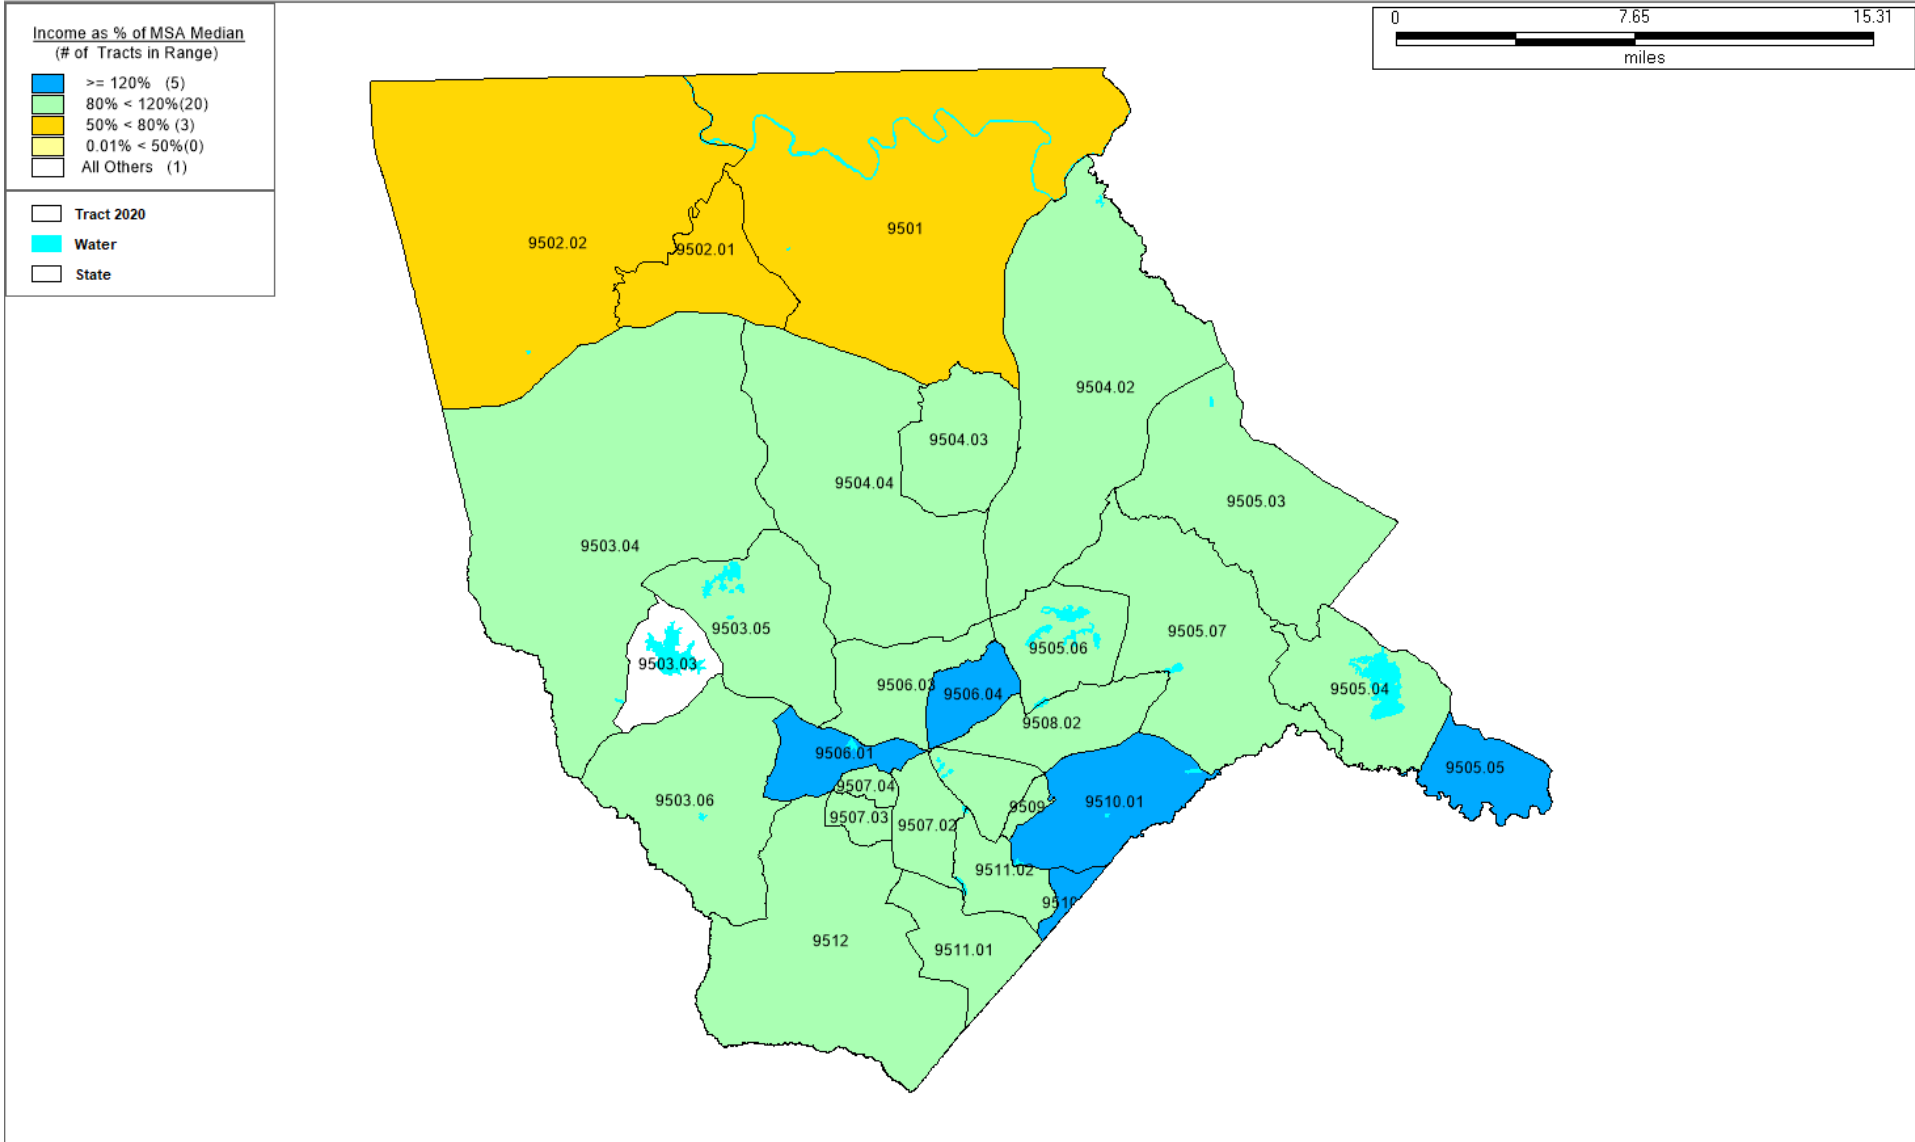 Income as % of MSA Median
(# of Tracts in Range)
>= 120% (5)
80% < 120%(20)
50% < 80% (3)
0.01% < 50%(0)
All Others (1)
Tract 2020
Water
State
0 7.65 15.31
miles
9501
9502.02
9502.01
9504.02
9504.03
9504.04
9505.03
9503.04
9503.05
9505.07
9505.06
9503.03
9506.03
9506.04
9505.04
9508.02
9506.01
9505.05
9507.04
9503.06
9510.01
9509
9507.03
9507.02
9511.02
9510
9512
9511.01